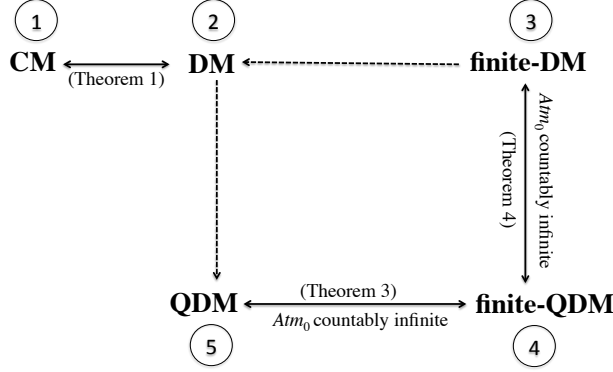 1 2 3
CM DM finite-DM
(Theorem 1)
Atm₀ countably infinite
(Theorem 4)
(Theorem 3)
QDM finite-QDM
Atm₀ countably infinite
5 4